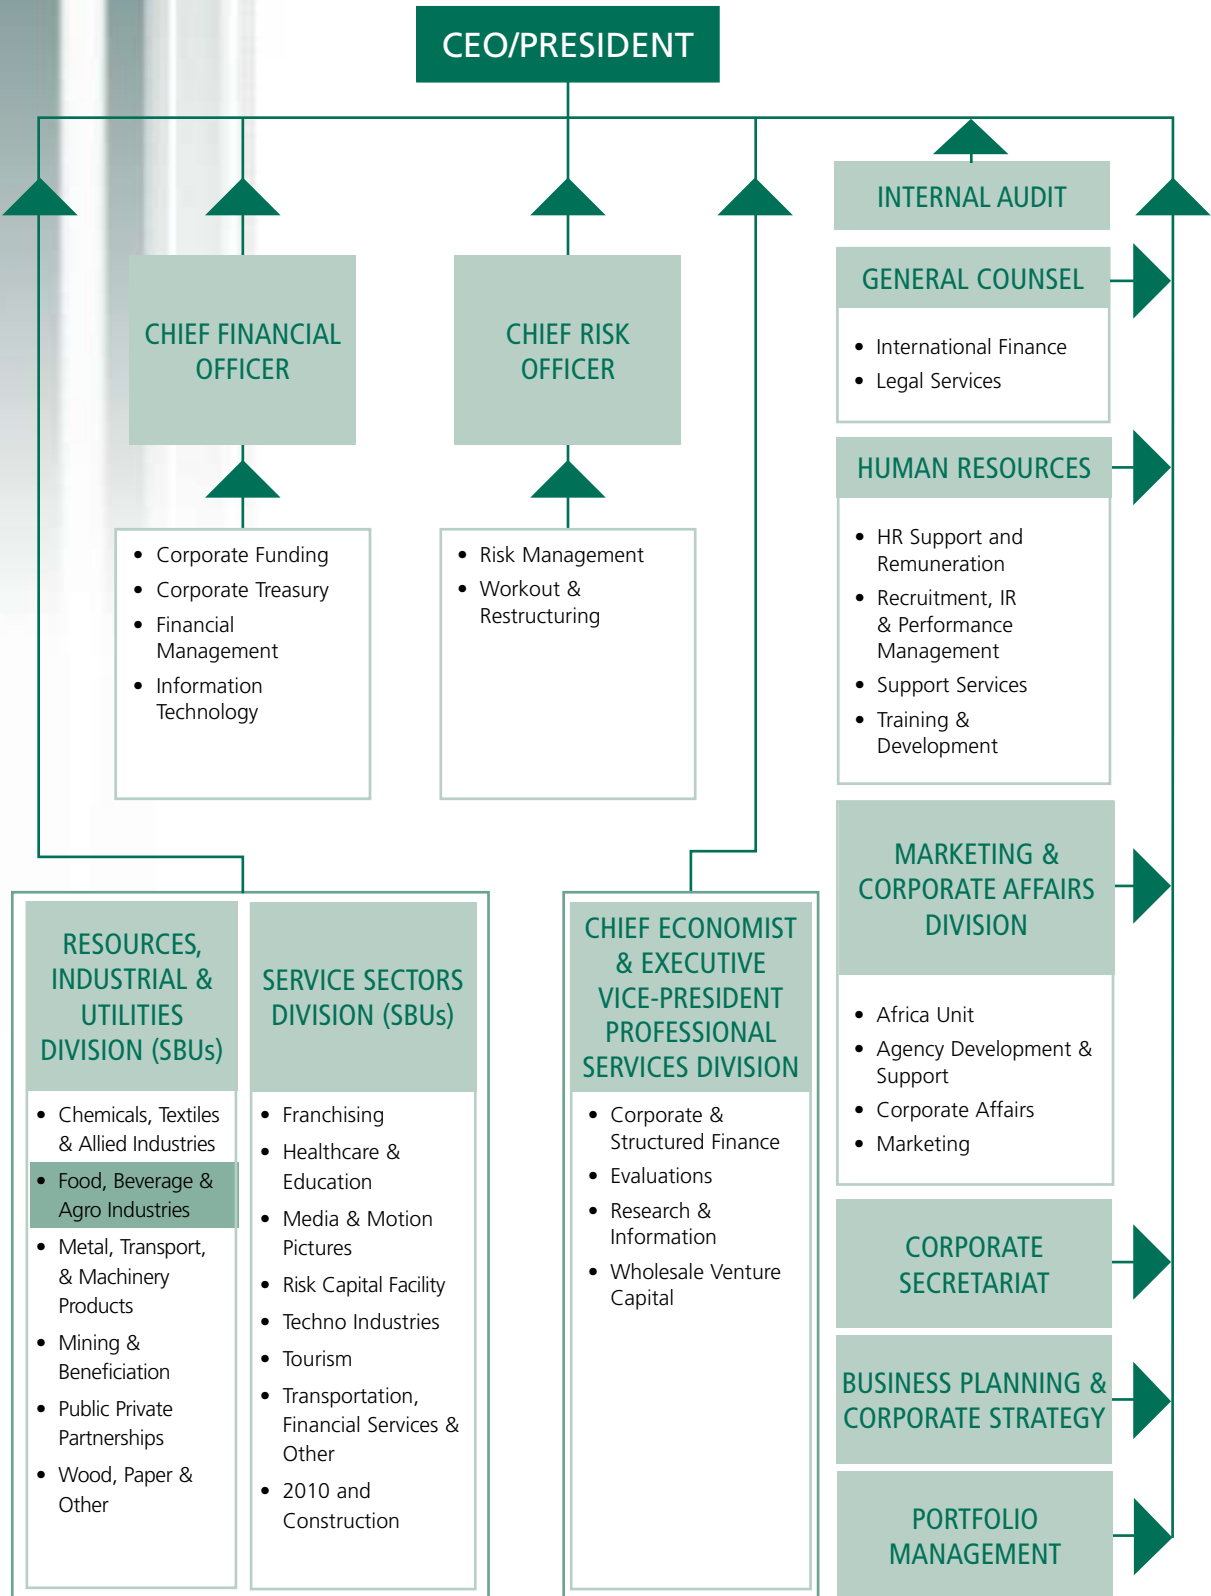 CEO/PRESIDENT
INTERNAL AUDIT
GENERAL COUNSEL
• International Finance
• Legal Services
CHIEF FINANCIAL
OFFICER
CHIEF RISK
OFFICER
HUMAN RESOURCES
• HR Support and
Remuneration
• Recruitment, IR
& Performance
Management
• Support Services
• Training &
Development
• Corporate Funding
• Corporate Treasury
• Financial
Management
• Information
Technology
• Risk Management
• Workout &
Restructuring
MARKETING &
CORPORATE AFFAIRS
DIVISION
• Africa Unit
• Agency Development &
Support
• Corporate Affairs
• Marketing
RESOURCES,
INDUSTRIAL &
UTILITIES
DIVISION (SBUs)
• Chemicals, Textiles
& Allied Industries
• Food, Beverage &
Agro Industries
• Metal, Transport,
& Machinery
Products
• Mining &
Beneficiation
• Public Private
Partnerships
• Wood, Paper &
Other
SERVICE SECTORS
DIVISION (SBUs)
• Franchising
• Healthcare &
Education
• Media & Motion
Pictures
• Risk Capital Facility
• Techno Industries
• Tourism
• Transportation,
Financial Services &
Other
• 2010 and
Construction
CHIEF ECONOMIST
& EXECUTIVE
VICE-PRESIDENT
PROFESSIONAL
SERVICES DIVISION
• Corporate &
Structured Finance
• Evaluations
• Research &
Information
• Wholesale Venture
Capital
CORPORATE
SECRETARIAT
BUSINESS PLANNING &
CORPORATE STRATEGY
PORTFOLIO
MANAGEMENT